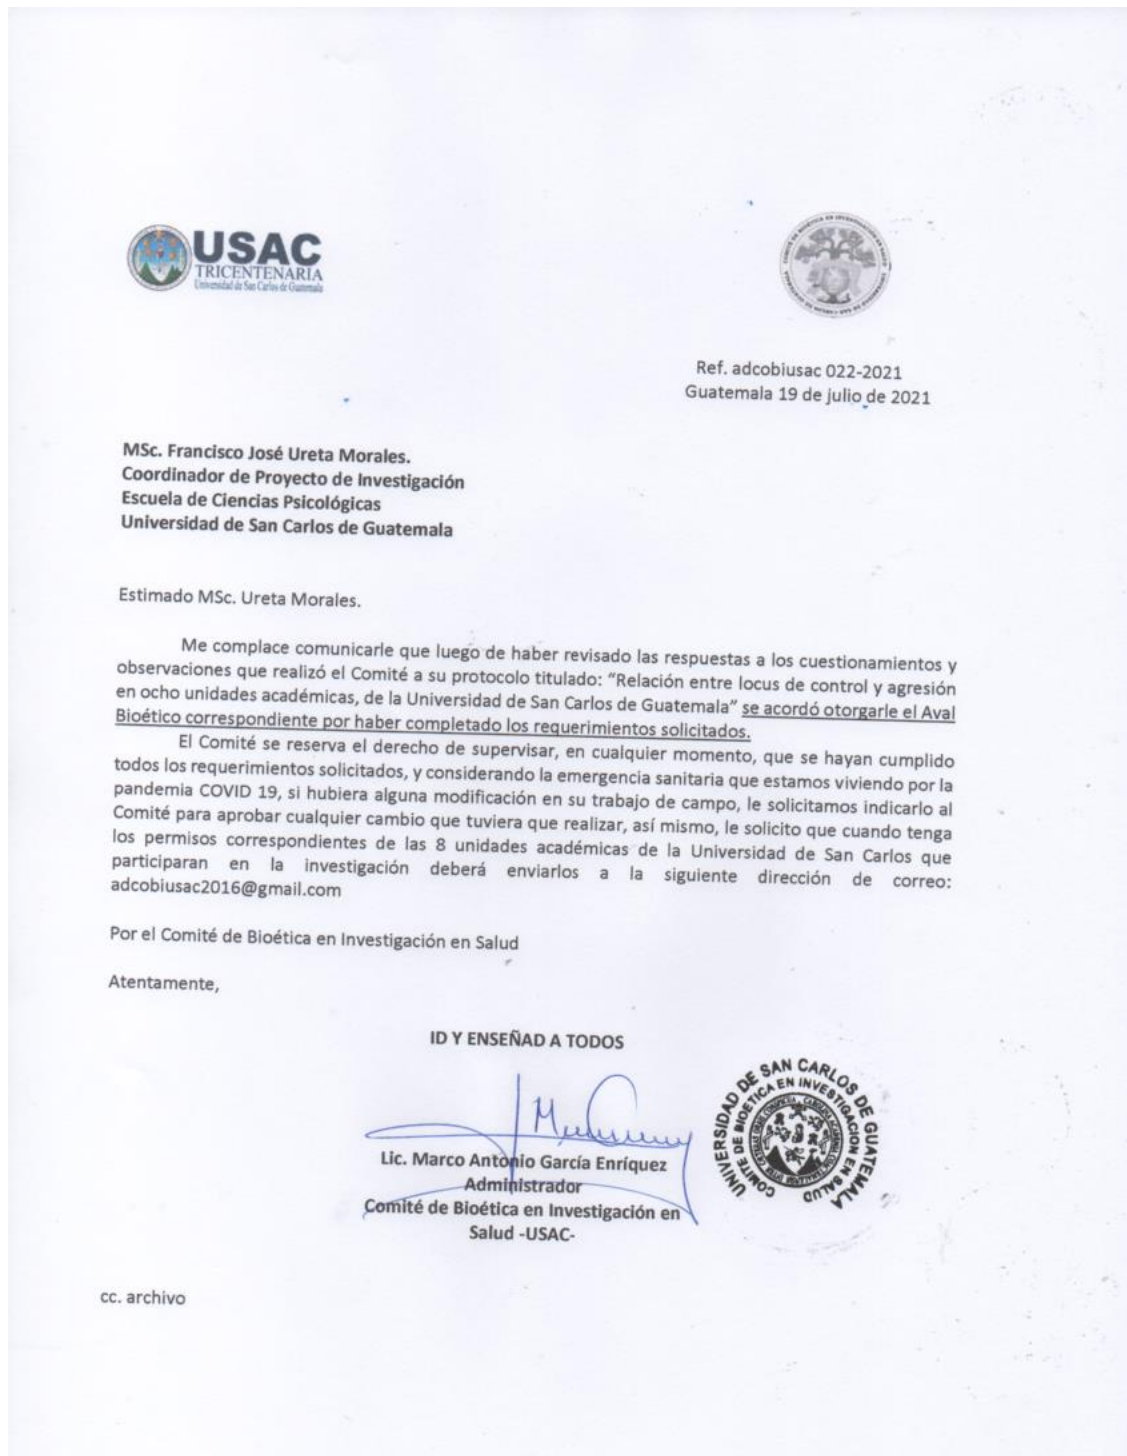 USAC
TRICENTENARIA
Universidad de San Carlos de Guatemala
Ref. adcobiusac 022-2021
Guatemala 19 de julio de 2021
MSc. Francisco José Ureta Morales.
Coordinador de Proyecto de Investigación
Escuela de Ciencias Psicológicas
Universidad de San Carlos de Guatemala
Estimado MSc. Ureta Morales.
Me complace comunicarle que luego de haber revisado las respuestas a los cuestionamientos y
observaciones que realizó el Comité a su protocolo titulado: “Relación entre locus de control y agresión
en ocho unidades académicas, de la Universidad de San Carlos de Guatemala” se acordó otorgarle el Aval
Bioético correspondiente por haber completado los requerimientos solicitados.
El Comité se reserva el derecho de supervisar, en cualquier momento, que se hayan cumplido
todos los requerimientos solicitados, y considerando la emergencia sanitaria que estamos viviendo por la
pandemia COVID 19, si hubiera alguna modificación en su trabajo de campo, le solicitamos indicarlo al
Comité para aprobar cualquier cambio que tuviera que realizar, así mismo, le solicito que cuando tenga
los permisos correspondientes de las 8 unidades académicas de la Universidad de San Carlos que
participaran en la investigación deberá enviarlos a la siguiente dirección de correo:
adcobiusac2016@gmail.com
Por el Comité de Bioética en Investigación en Salud
Atentamente,
ID Y ENSEÑAD A TODOS
Lic. Marco Antonio García Enríquez
Administrador
Comité de Bioética en Investigación en
Salud -USAC-
UNIVERSIDAD DE SAN CARLOS DE GUATEMALA
COMITE DE BIOETICA EN INVESTIGACION EN SALUD
cc. archivo